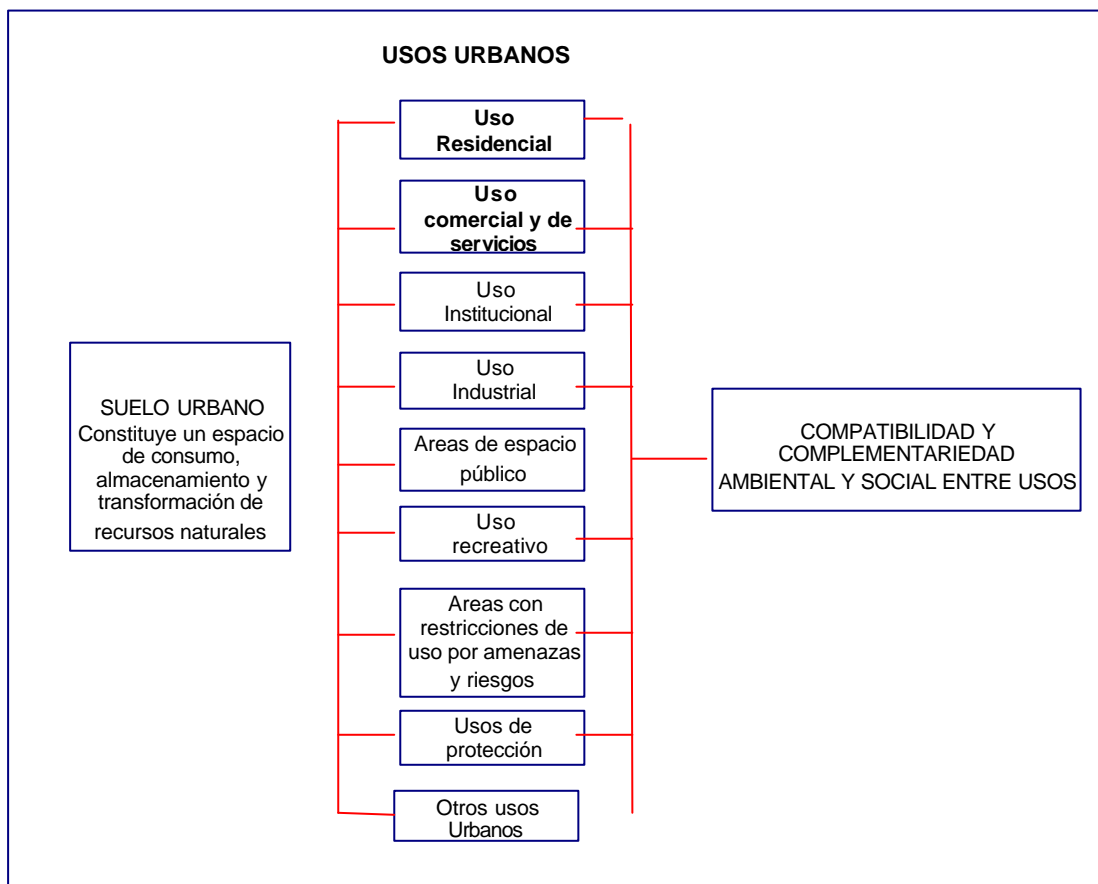 USOS URBANOS
Uso
Residencial
Uso
comercial y de
servicios
Uso
Institucional
Uso
Industrial
Areas de espacio
público
Uso
recreativo
Areas con
restricciones de
uso por amenazas
y riesgos
Usos de
protección
Otros usos
Urbanos
SUELO URBANO
Constituye un espacio
de consumo,
almacenamiento y
transformación de
recursos naturales
COMPATIBILIDAD Y
COMPLEMENTARIEDAD
AMBIENTAL Y SOCIAL ENTRE USOS